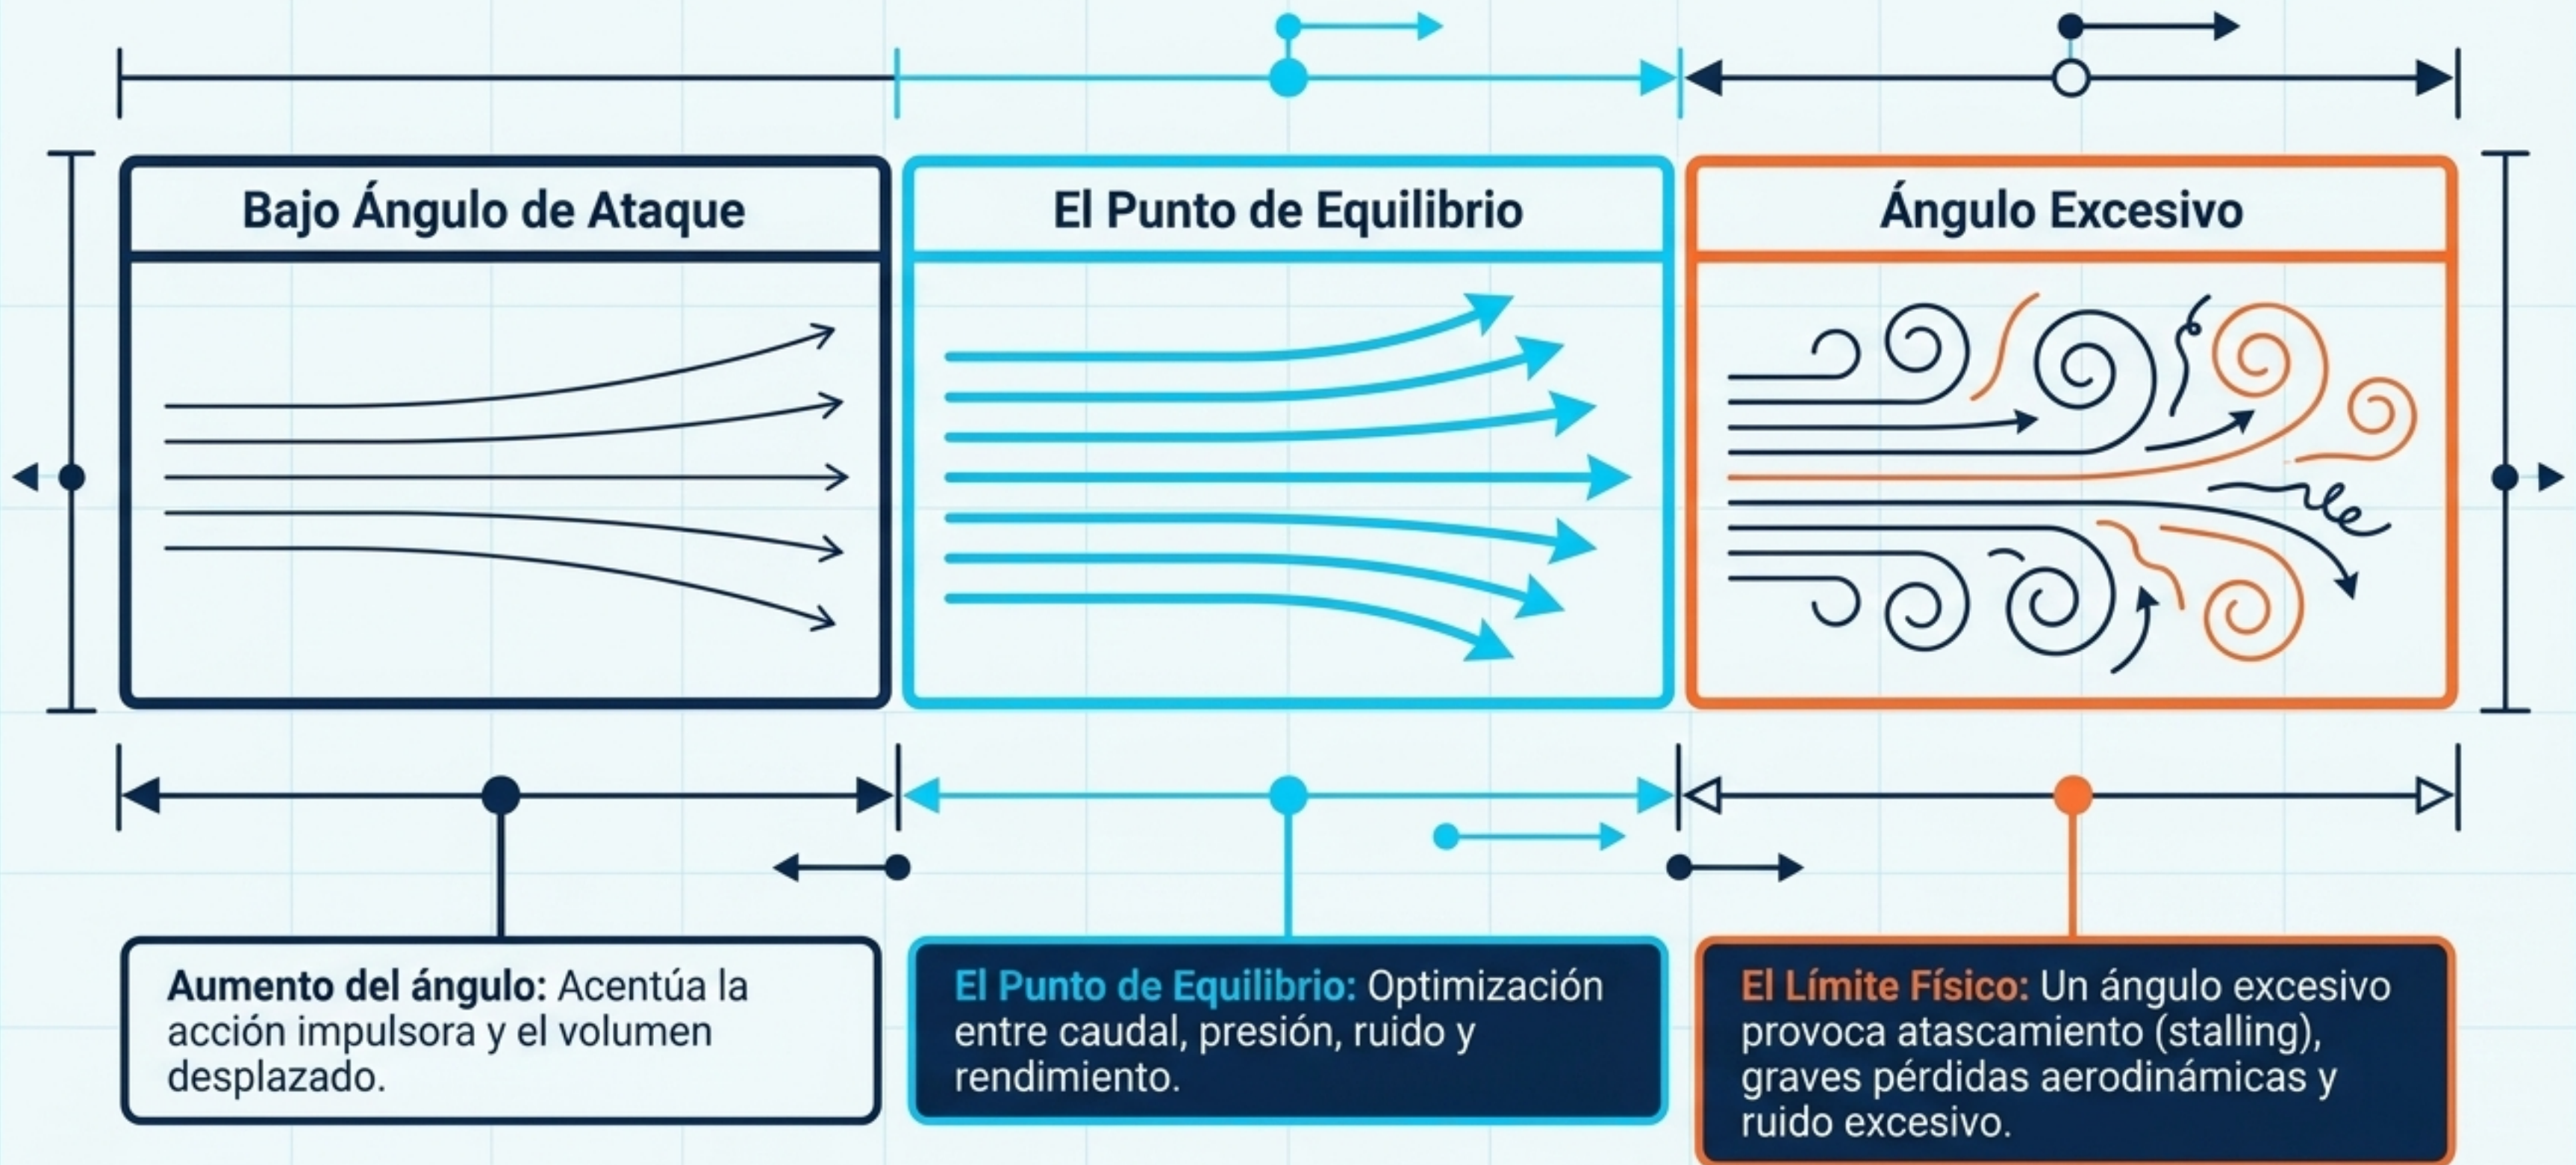 Bajo Ángulo de Ataque
El Punto de Equilibrio
Ángulo Excesivo
Aumento del ángulo: Acentúa la
acción impulsora y el volumen
desplazado.
El Punto de Equilibrio: Optimización
entre caudal, presión, ruido y
rendimiento.
El Límite Físico: Un ángulo excesivo
provoca atascamiento (stalling),
graves pérdidas aerodinámicas y
ruido excesivo.